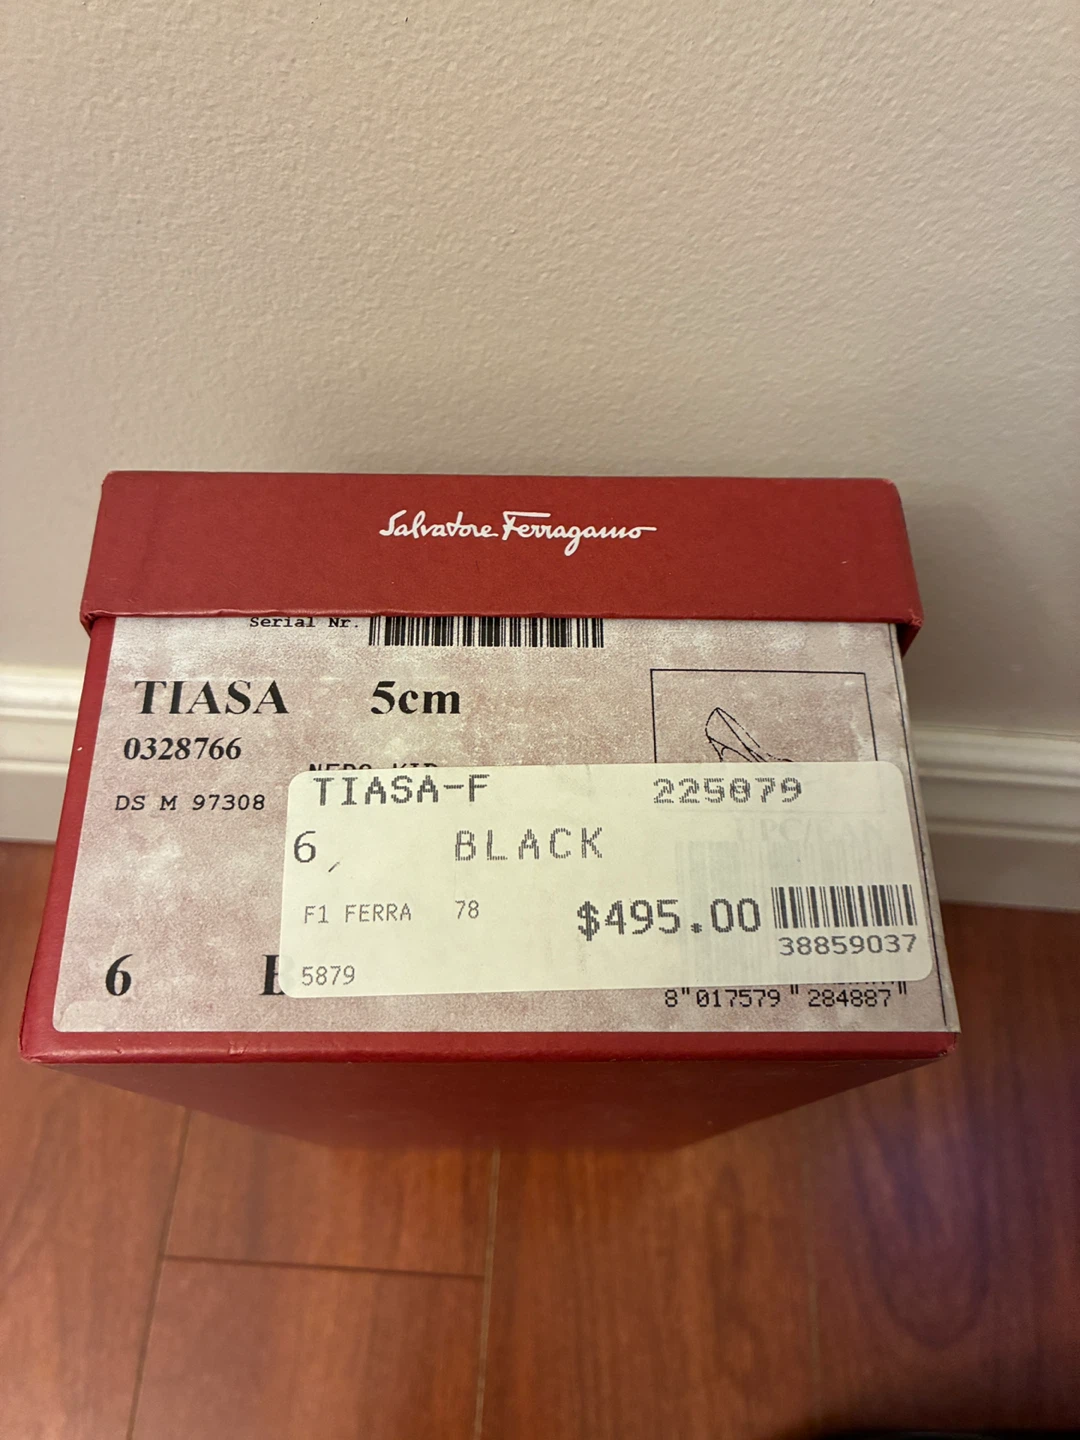 Salvatore Ferragamo
Serial Nr.
TIASA 5cm
0328766
DS M 97308
TIASA-F 225879
6, BLACK
F1 FERRA 78 $495.00
38859037
5879
6
8"017579"284887"